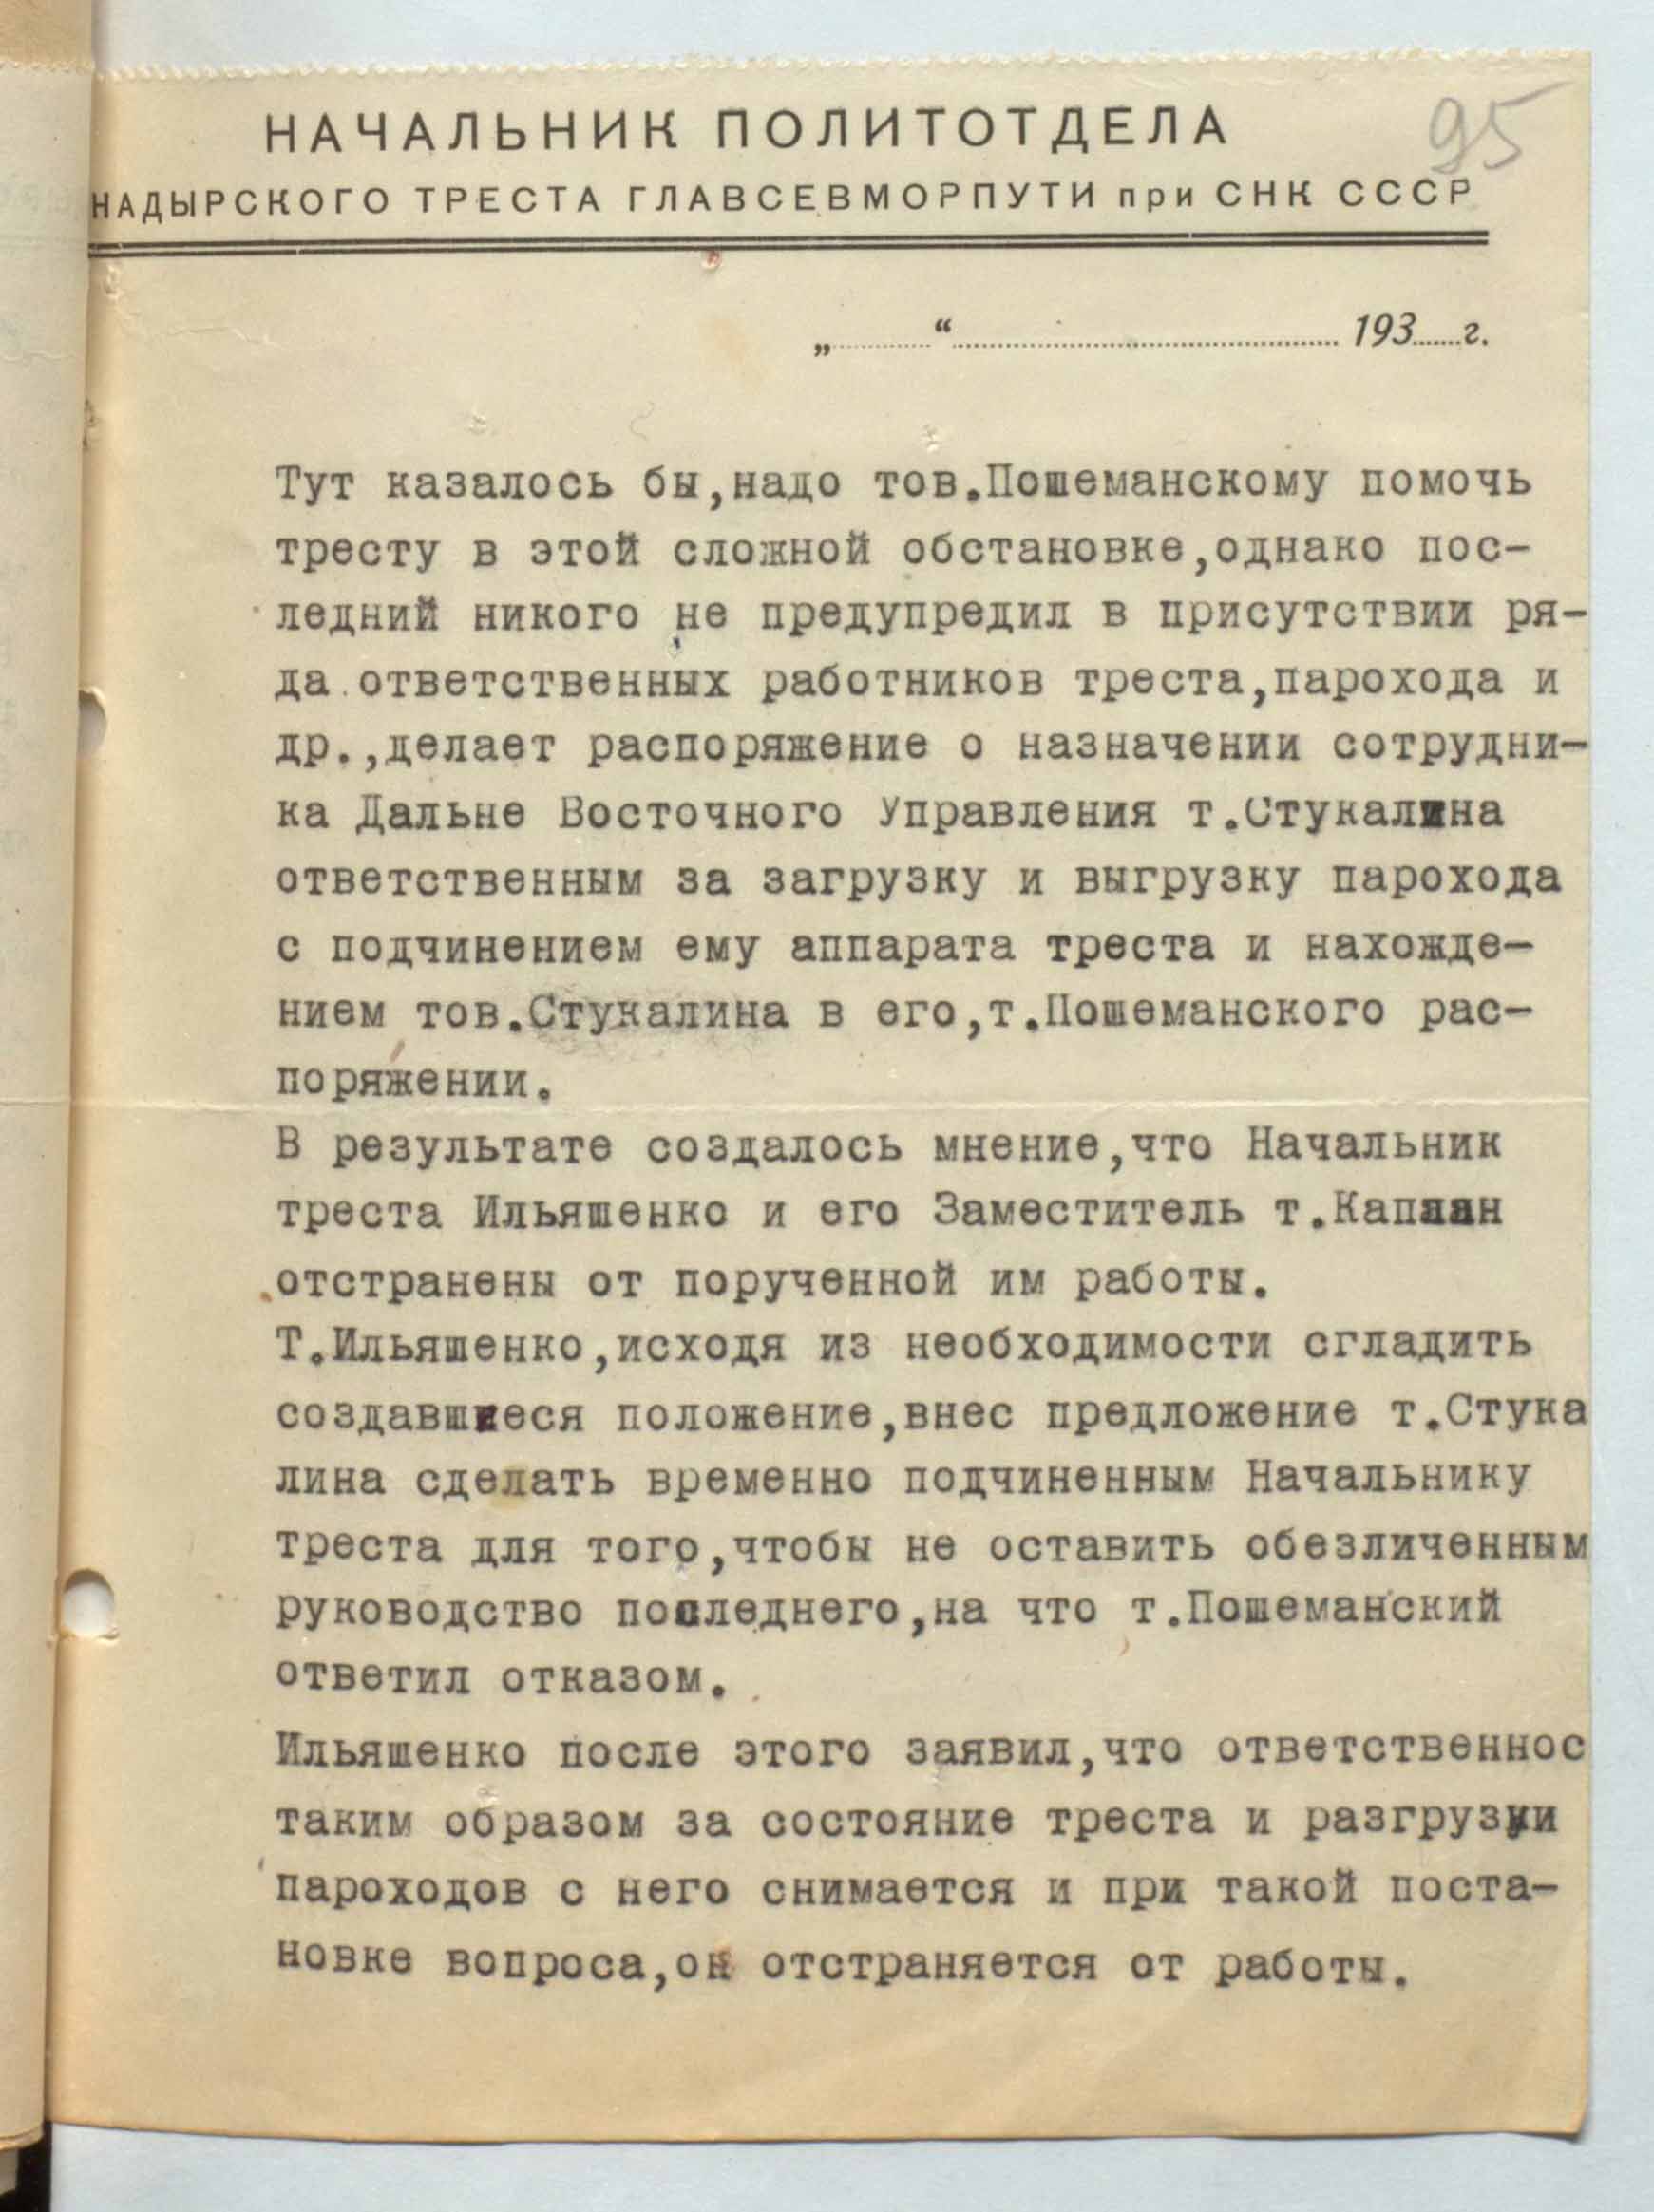 95
НАЧАЛЬНИК ПОЛИТОТДЕЛА
НАДЫРСКОГО ТРЕСТА ГЛАВСЕВМОРПУТИ при СНК СССР
„ “ 193 г.
Тут казалось бы,надо тов.Пошеманскому помочь
тресту в этой сложной обстановке,однако пос-
ледний никого не предупредил в присутствии ря-
да ответственных работников треста,парохода и
др.,делает распоряжение о назначении сотрудни-
ка Дальне Восточного Управления т.Стукалина
ответственным за загрузку и выгрузку парохода
с подчинением ему аппарата треста и нахожде-
нием тов.Стукалина в его,т.Пошеманского рас-
поряжении.
В результате создалось мнение,что Начальник
треста Ильяшенко и его Заместитель т.Каплан
отстранены от порученной им работы.
Т.Ильяшенко,исходя из необходимости сгладить
создавшиеся положение,внес предложение т.Стука
лина сделать временно подчиненным Начальнику
треста для того,чтобы не оставить обезличенным
руководство последнего,на что т.Пошеманский
ответил отказом.
Ильяшенко после этого заявил,что ответственнос
таким образом за состояние треста и разгрузки
пароходов с него снимается и при такой поста-
новке вопроса,он отстраняется от работы.